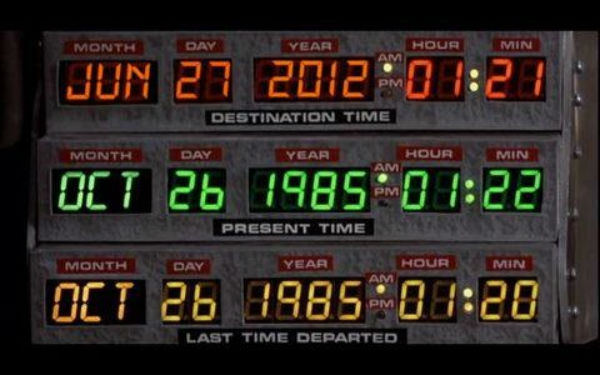 MONTH DAY YEAR AM HOUR MIN
JUN 27 2012 PM 01:21
DESTINATION TIME
MONTH DAY YEAR AM HOUR MIN
OCT 26 1985 PM 01:22
PRESENT TIME
MONTH DAY YEAR AM HOUR MIN
OCT 26 1985 PM 01:20
LAST TIME DEPARTED